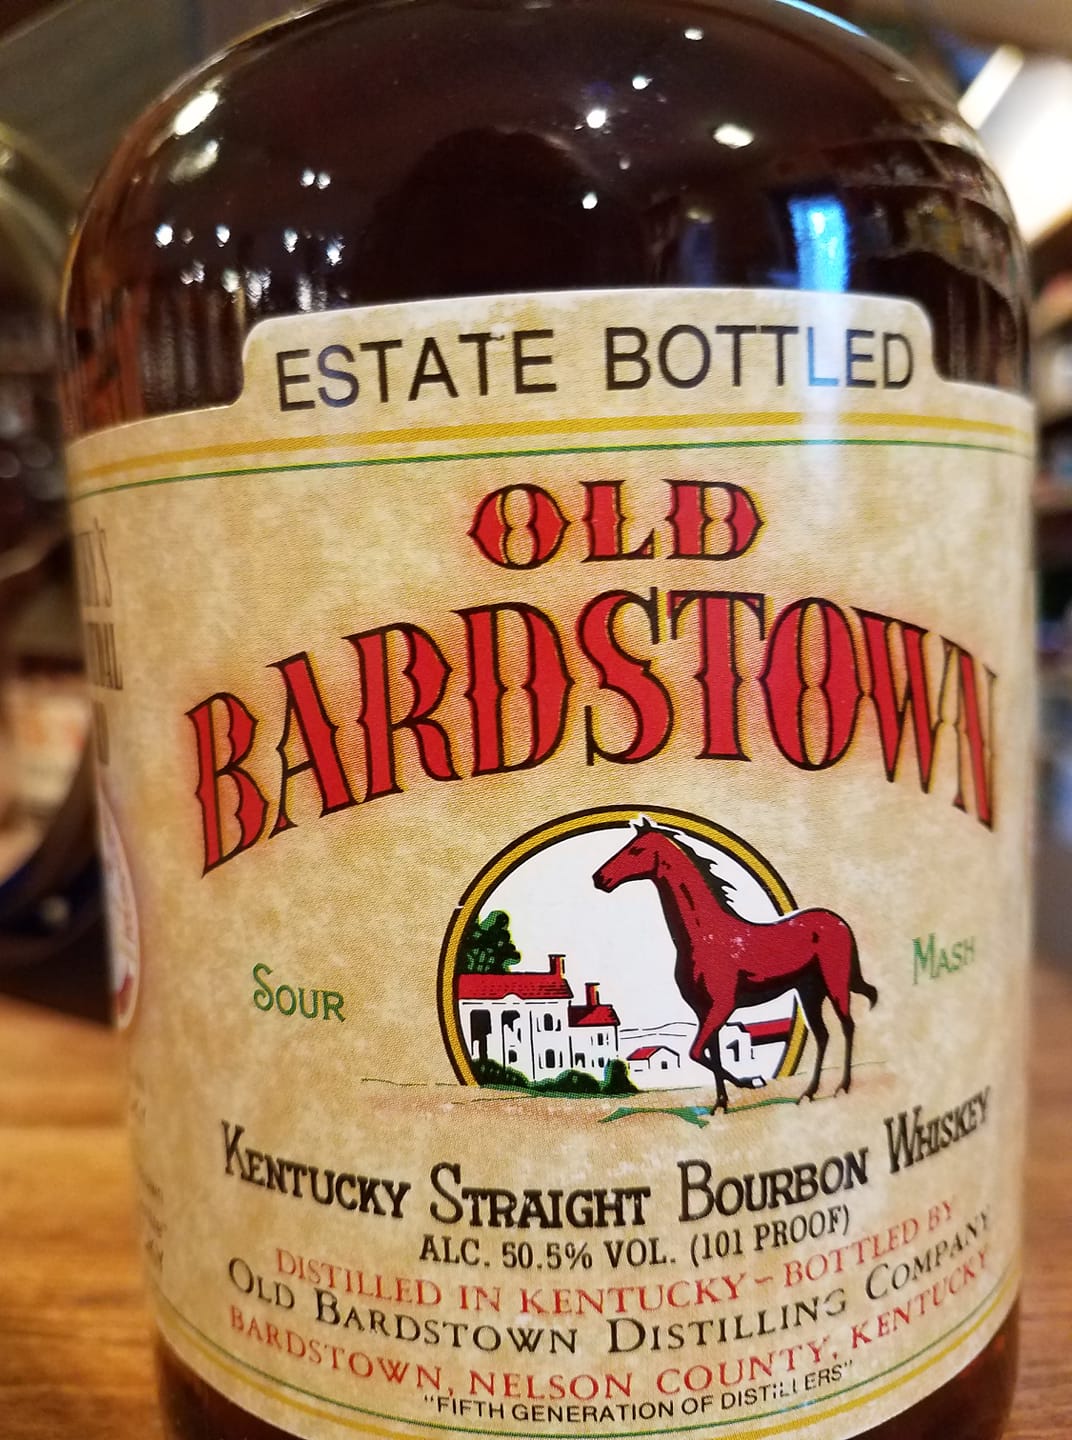 ESTATE BOTTLED
OLD
BARDSTOWN
SOUR MASH
KENTUCKY STRAIGHT BOURBON WHISKEY
ALC. 50.5% VOL. (101 PROOF)
DISTILLED IN KENTUCKY ~ BOTTLED BY
OLD BARDSTOWN DISTILLING COMPANY
BARDSTOWN, NELSON COUNTY, KENTUCKY
"FIFTH GENERATION OF DISTILLERS"